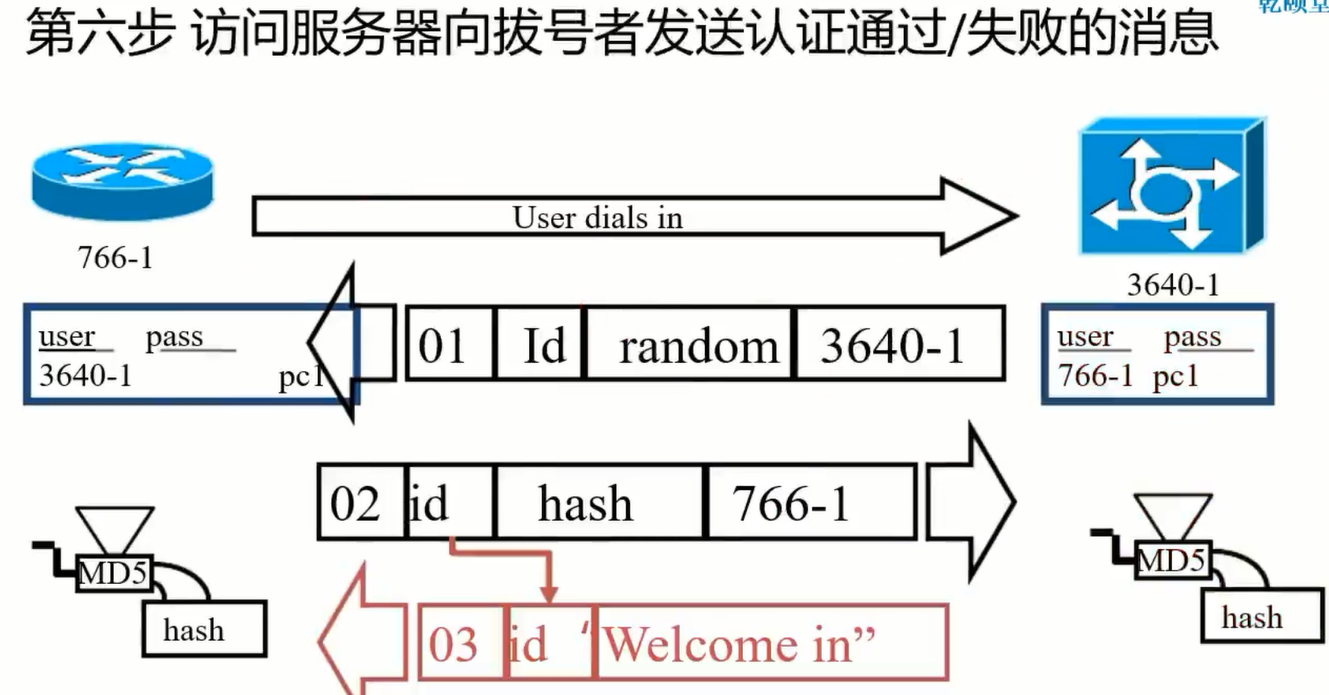 乾颐堂
第六步 访问服务器向拔号者发送认证通过/失败的消息
User dials in
766-1
3640-1
user pass
3640-1 pc1
01 Id random 3640-1
user pass
766-1 pc1
02 id hash 766-1
MD5
hash
MD5
hash
03 id “Welcome in”